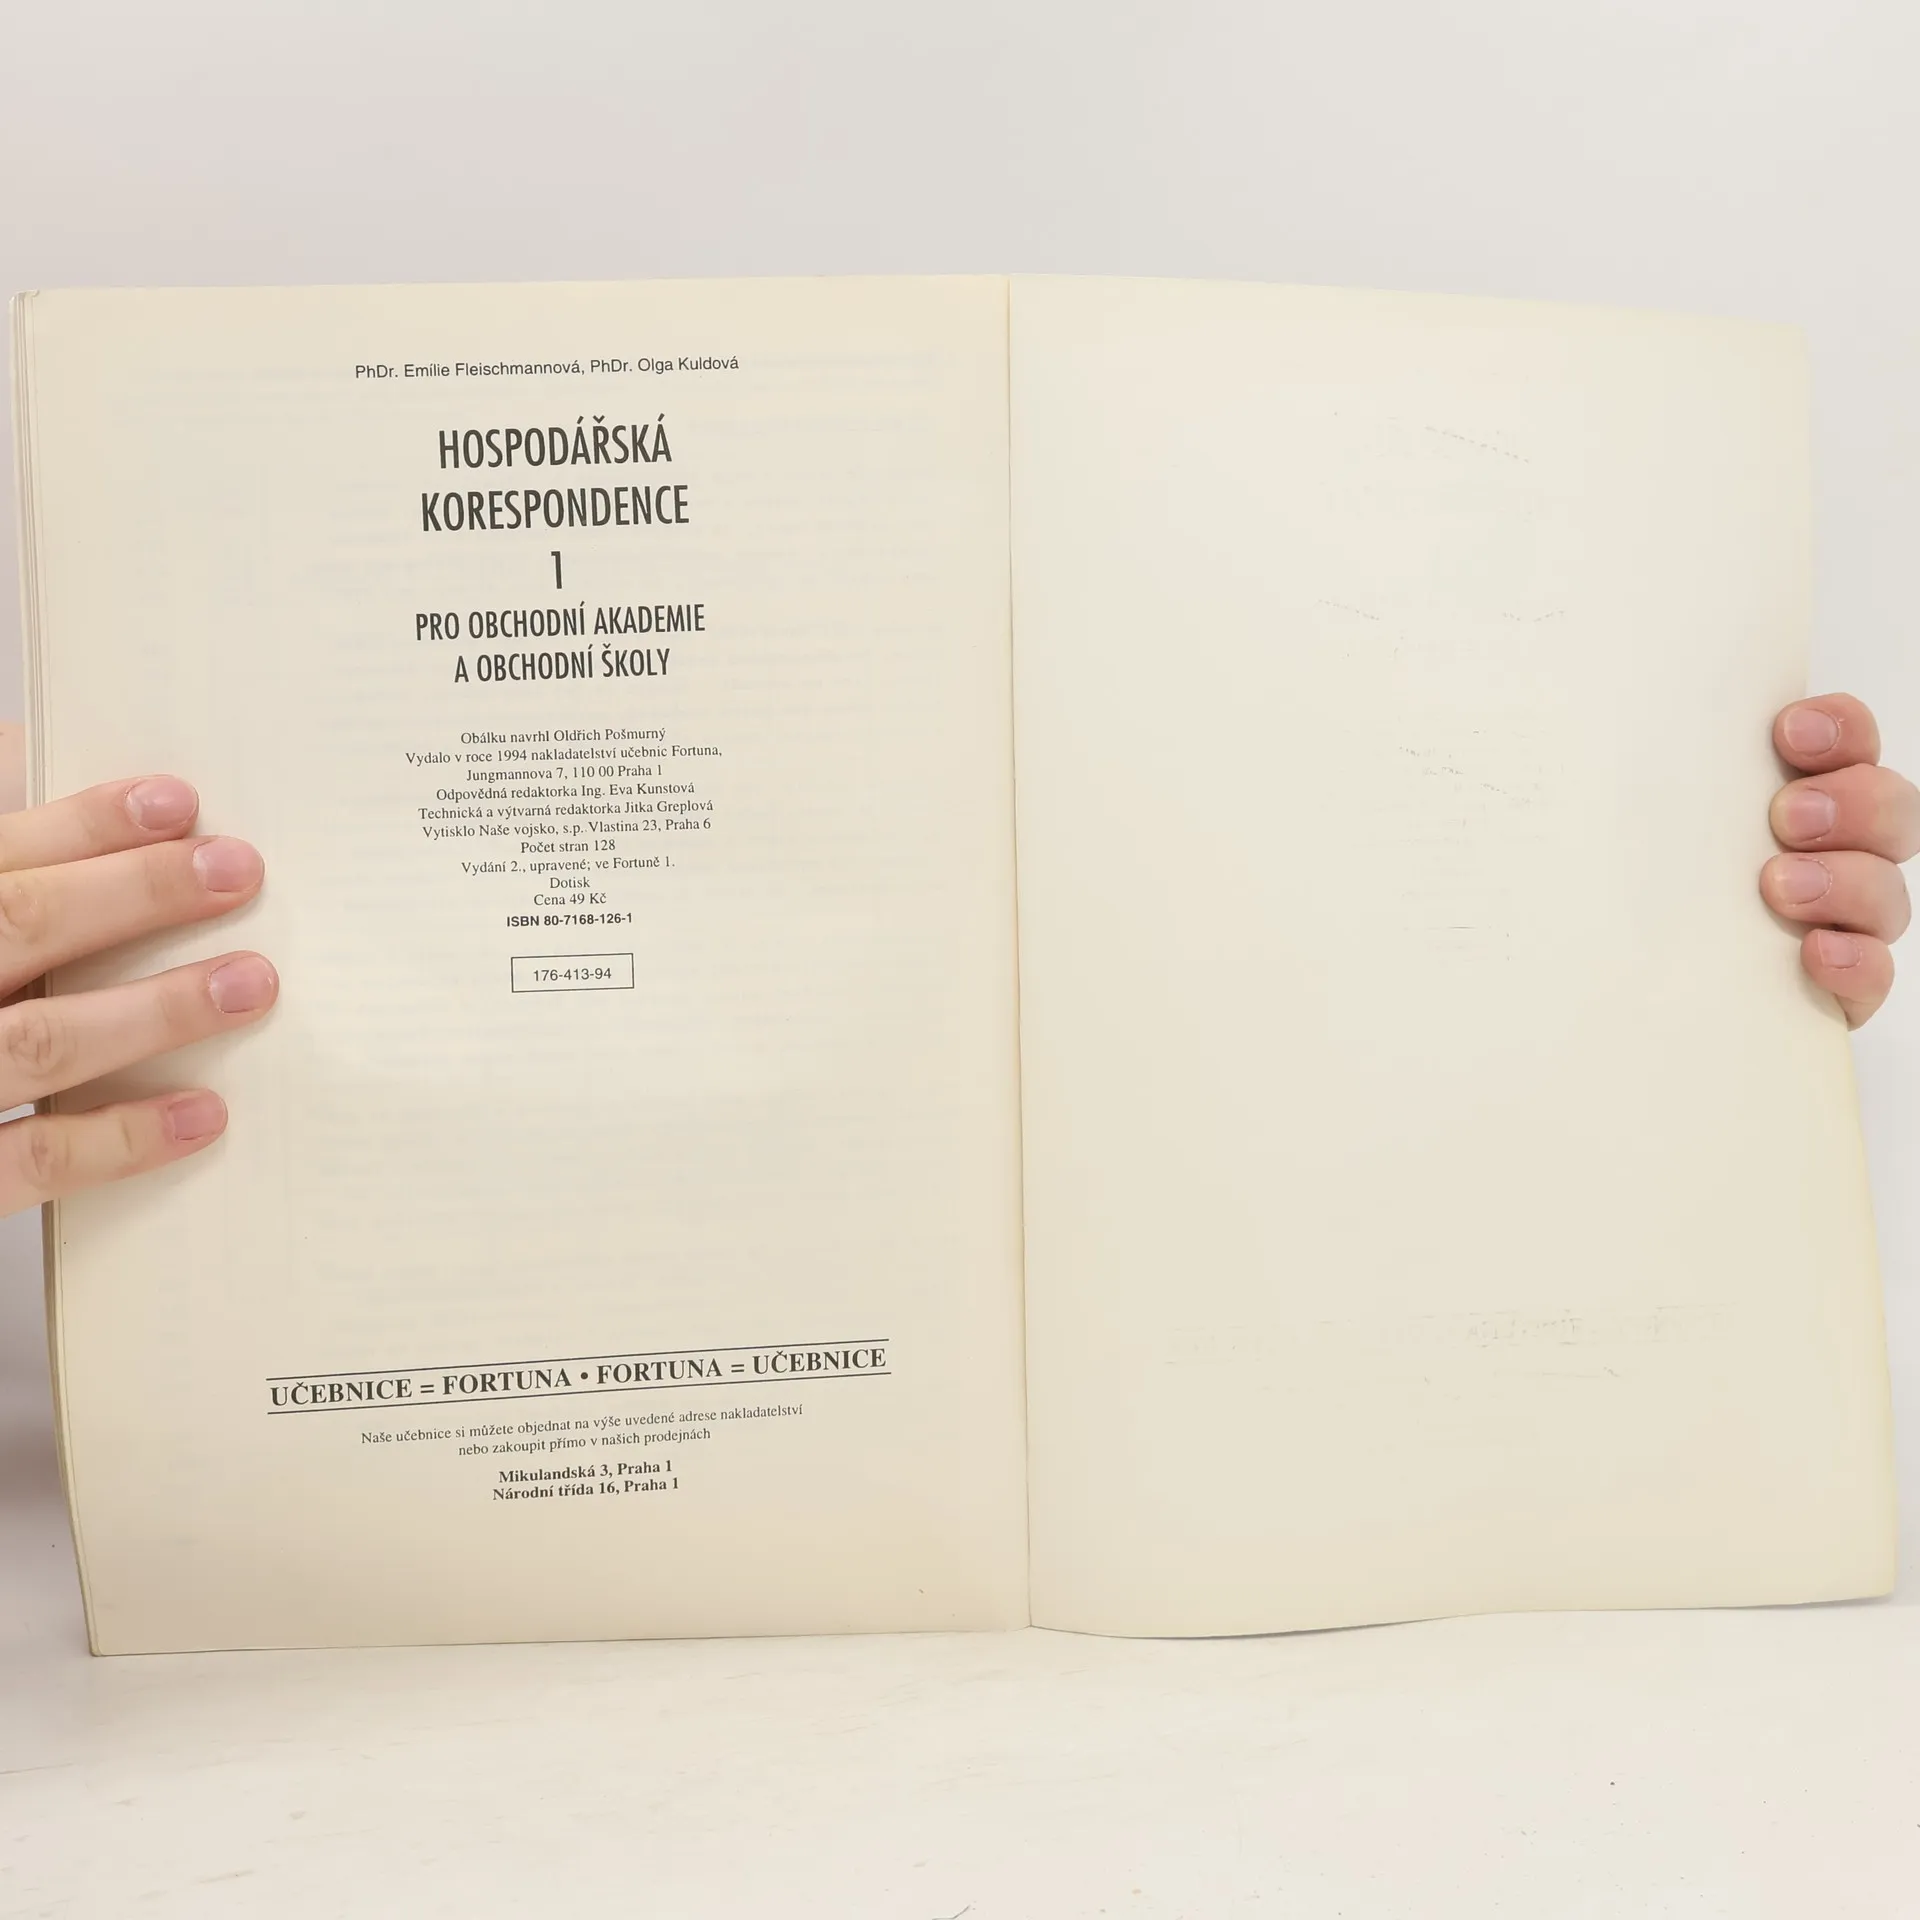 PhDr. Emílie Fleischmannová, PhDr. Olga Kuldová
HOSPODÁŘSKÁ
KORESPONDENCE
1
PRO OBCHODNÍ AKADEMIE
A OBCHODNÍ ŠKOLY
Obálku navrhl Oldřich Pošmurný
Vydalo v roce 1994 nakladatelství učebnic Fortuna,
Jungmannova 7, 110 00 Praha 1
Odpovědná redaktorka Ing. Eva Kunstová
Technická a výtvarná redaktorka Jitka Greplová
Vytisklo Naše vojsko, s.p. Vlastina 23, Praha 6
Počet stran 128
Vydání 2., upravené; ve Fortuně 1.
Dotisk
Cena 49 Kč
ISBN 80-7168-126-1
176-413-94
UČEBNICE = FORTUNA • FORTUNA = UČEBNICE
Naše učebnice si můžete objednat na výše uvedené adrese nakladatelství
nebo zakoupit přímo v našich prodejnách
Mikulandská 3, Praha 1
Národní třída 16, Praha 1